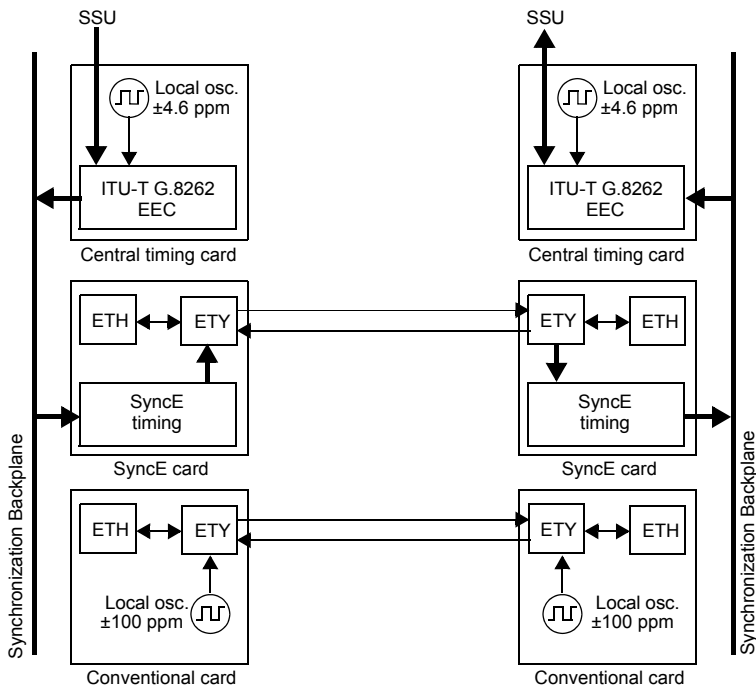 SSU
SSU
Local osc.
±4.6 ppm
Local osc.
±4.6 ppm
ITU-T G.8262
EEC
ITU-T G.8262
EEC
Central timing card
Central timing card
ETH
ETY
ETY
ETH
SyncE
timing
SyncE
timing
SyncE card
SyncE card
ETH
ETY
ETY
ETH
Local osc.
±100 ppm
Local osc.
±100 ppm
Conventional card
Conventional card
Synchronization Backplane
Synchronization Backplane